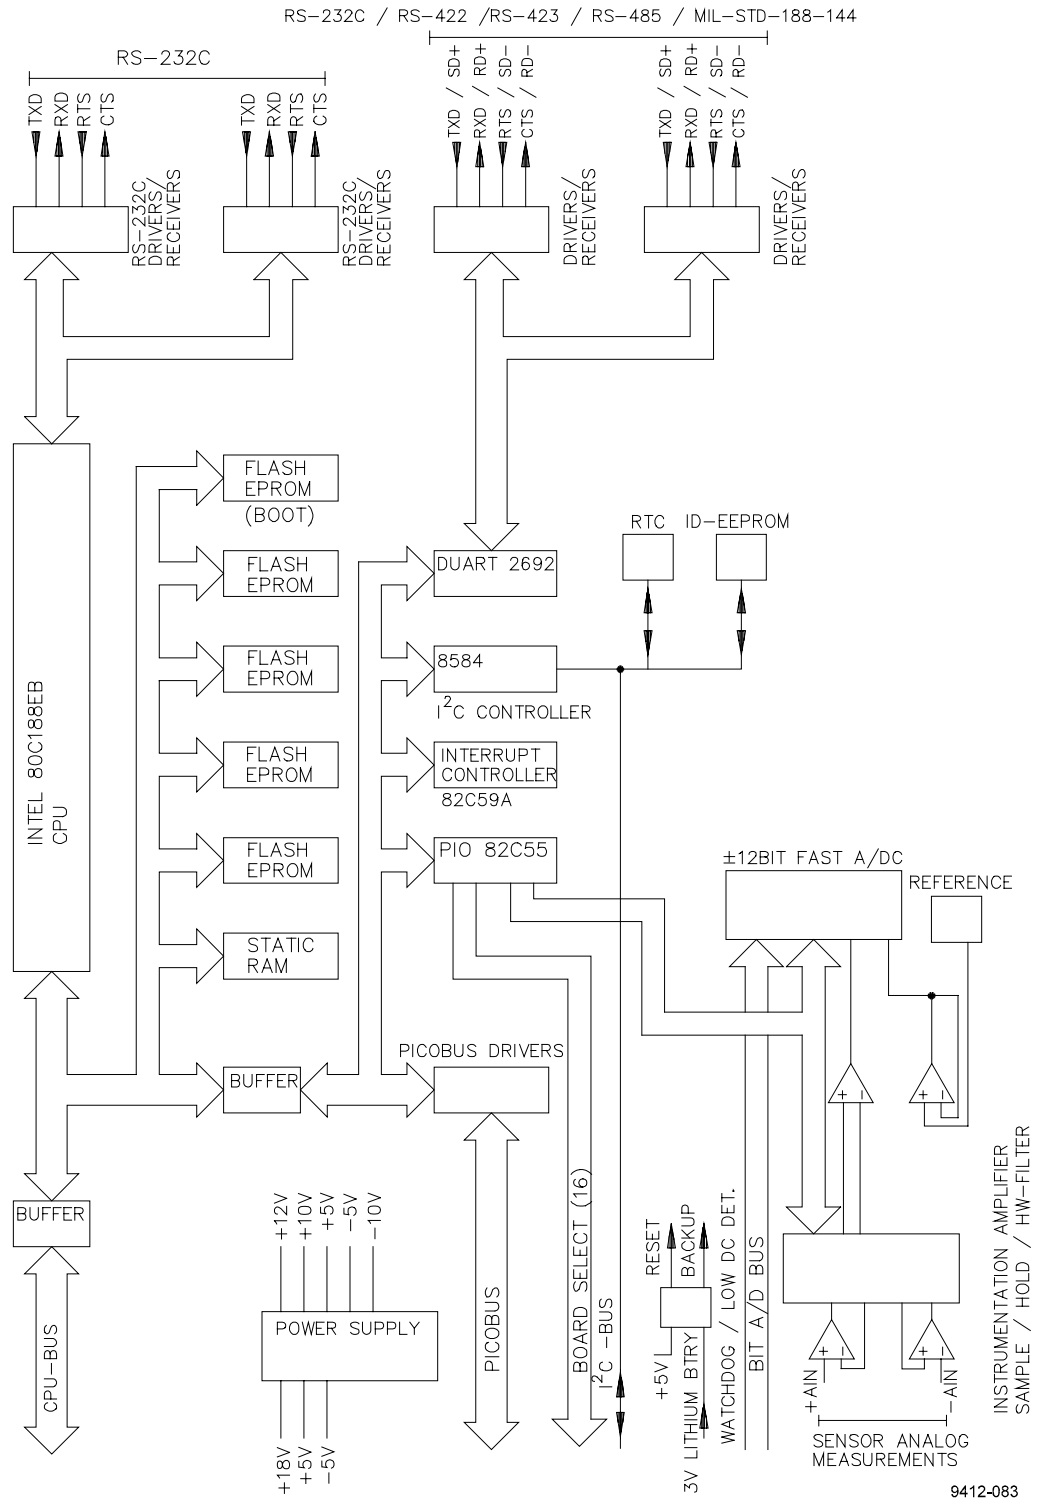 RS-232C / RS-422 /RS-423 / RS-485 / MIL-STD-188-144
RS-232C
TXD
RXD
RTS
CTS
TXD
RXD
RTS
CTS
TXD / SD+
RXD / RD+
RTS / SD-
CTS / RD-
TXD / SD+
RXD / RD+
RTS / SD-
CTS / RD-
RS-232C
DRIVERS/
RECEIVERS
RS-232C
DRIVERS/
RECEIVERS
DRIVERS/
RECEIVERS
DRIVERS/
RECEIVERS
INTEL 80C188EB
CPU
FLASH
EPROM
(BOOT)
FLASH
EPROM
FLASH
EPROM
FLASH
EPROM
FLASH
EPROM
STATIC
RAM
BUFFER
DUART 2692
8584
I²C CONTROLLER
INTERRUPT
CONTROLLER
82C59A
PIO 82C55
PICOBUS DRIVERS
RTC
ID-EEPROM
±12BIT FAST A/DC
REFERENCE
+ -
+ -
BUFFER
CPU-BUS
+12V
+10V
+5V
-5V
-10V
POWER SUPPLY
+18V
+5V
-5V
PICOBUS
BOARD SELECT (16)
I²C -BUS
RESET
BACKUP
+5V
3V LITHIUM BTRY
WATCHDOG / LOW DC DET.
BIT A/D BUS
+ -
+ -
+AIN
-AIN
SENSOR ANALOG
MEASUREMENTS
INSTRUMENTATION AMPLIFIER
SAMPLE / HOLD / HW-FILTER
9412-083